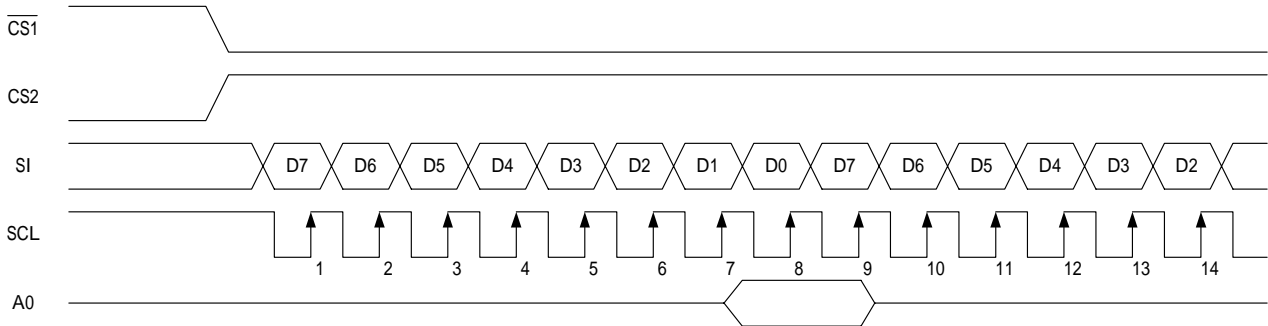 CS1
CS2
SI D7 D6 D5 D4 D3 D2 D1 D0 D7 D6 D5 D4 D3 D2
SCL
1 2 3 4 5 6 7 8 9 10 11 12 13 14
A0